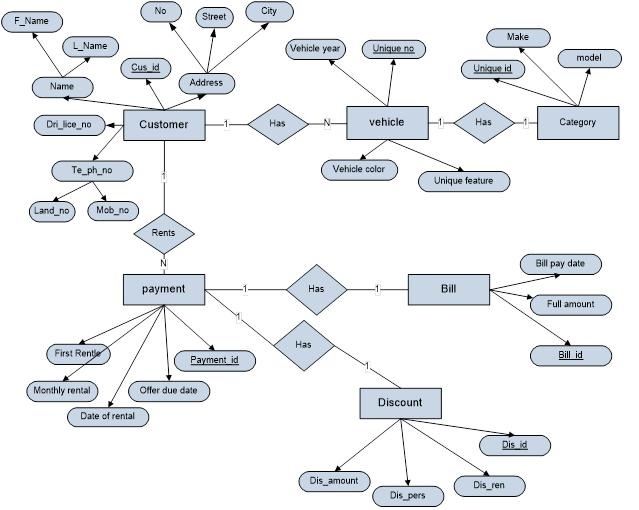 No
Street
City
F_Name
L_Name
Name
Cus_id
Address
Vehicle year
Unique no
Make
Unique id
model
Dri_lice_no
Customer
1
Has
N
vehicle
1
Has
1
Category
Te_ph_no
Land_no
Mob_no
Vehicle color
Unique feature
1
Rents
N
payment
1
Has
1
Bill
Bill pay date
Full amount
Bill_id
1
Has
1
First Rentle
Payment_id
Monthly rental
Offer due date
Date of rental
Discount
Dis_id
Dis_amount
Dis_pers
Dis_ren